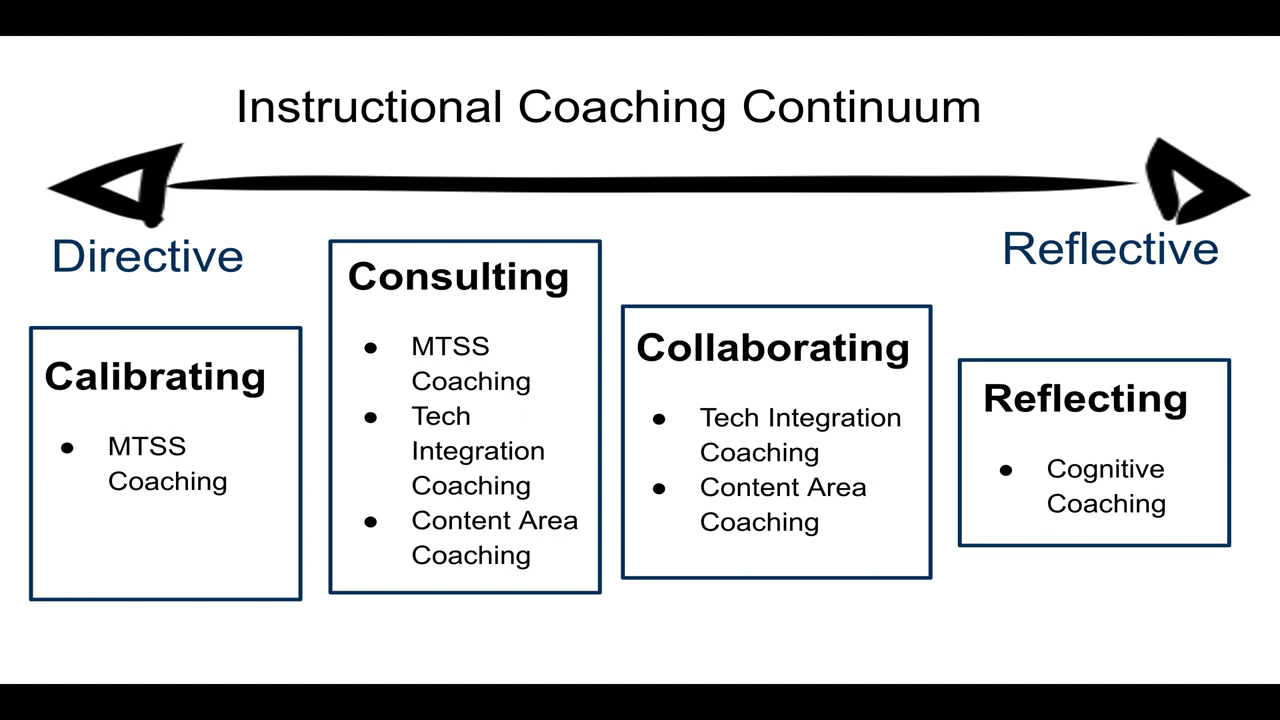 Instructional Coaching Continuum
Directive
Reflective
Calibrating
● MTSS
Coaching
Consulting
● MTSS
Coaching
● Tech
Integration
Coaching
● Content Area
Coaching
Collaborating
● Tech Integration
Coaching
● Content Area
Coaching
Reflecting
● Cognitive
Coaching